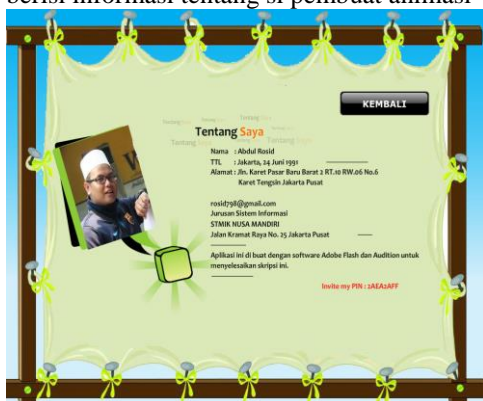 berisi informasi tentang si pembuat animasi
KEMBALI
Tentang Saya
Nama : Abdul Rosid
TTL : Jakarta, 24 Juni 1991
Alamat : Jln. Karet Pasar Baru Barat 2 RT.10 RW.06 No.6
Karet Tengsin Jakarta Pusat
rosid798@gmail.com
Jurusan Sistem Informasi
STMIK NUSA MANDIRI
Jalan Kramat Raya No. 25 Jakarta Pusat
Aplikasi ini di buat dengan software Adobe Flash dan Audition untuk
menyelesaikan skripsi ini.
Invite my PIN : 2AEA2AFF